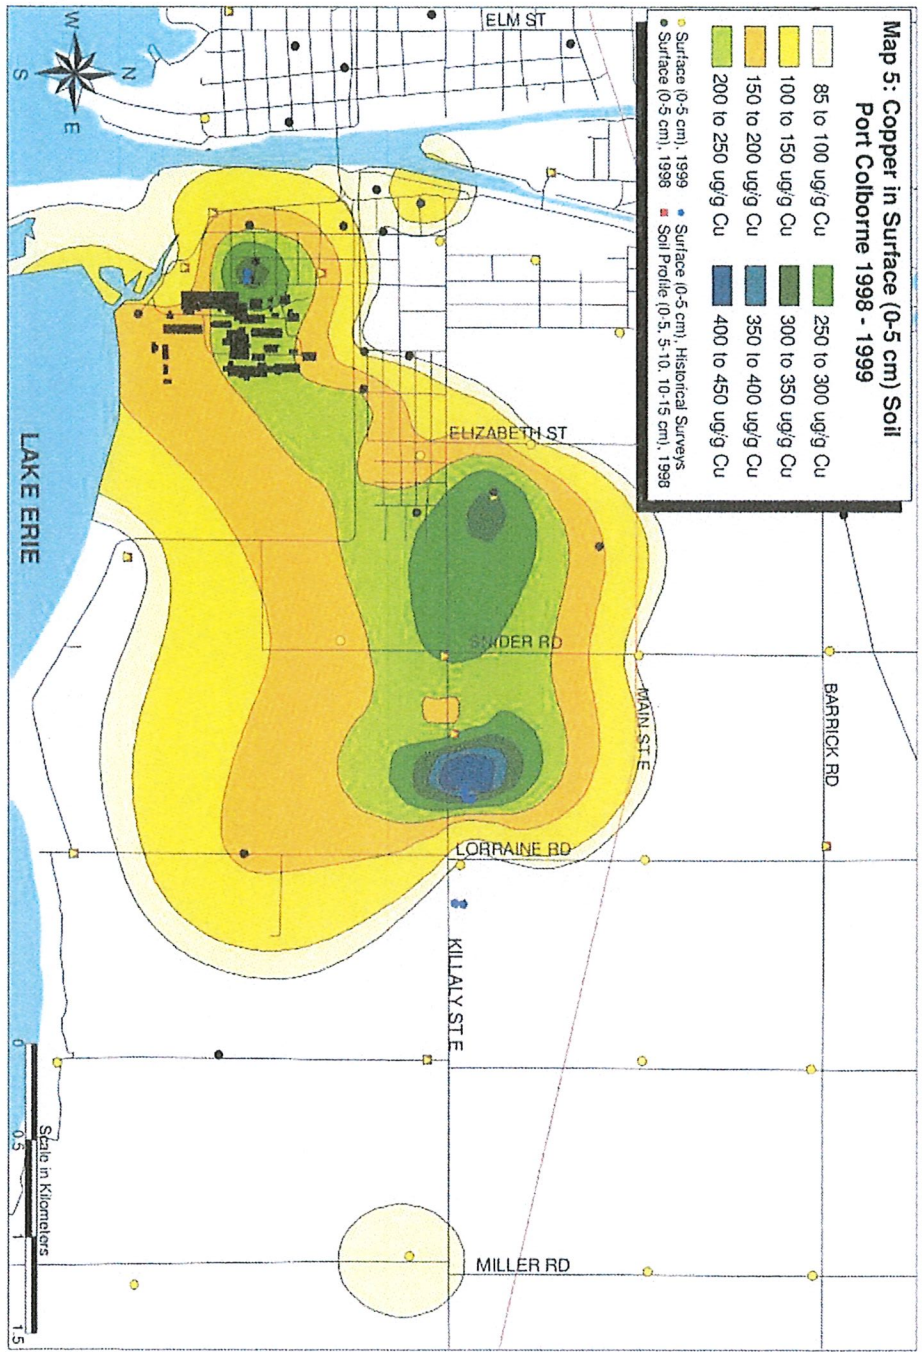 Map 5: Copper in Surface (0-5 cm) Soil
Port Colborne 1998 - 1999
85 to 100 ug/g Cu
100 to 150 ug/g Cu
150 to 200 ug/g Cu
200 to 250 ug/g Cu
250 to 300 ug/g Cu
300 to 350 ug/g Cu
350 to 400 ug/g Cu
400 to 450 ug/g Cu
Surface (0-5 cm), 1999
Surface (0-5 cm), Historical Surveys
Surface (0-5 cm), 1998
Soil Profile (0-5, 5-10, 10-15 cm), 1998
ELM ST
W
N
S
E
ELIZABETH ST
LAKE ERIE
SNIDER RD
MAIN ST E
BARRICK RD
LORRAINE RD
KILLALY ST E
MILLER RD
Scale in Kilometers
0
0.5
1
1.5